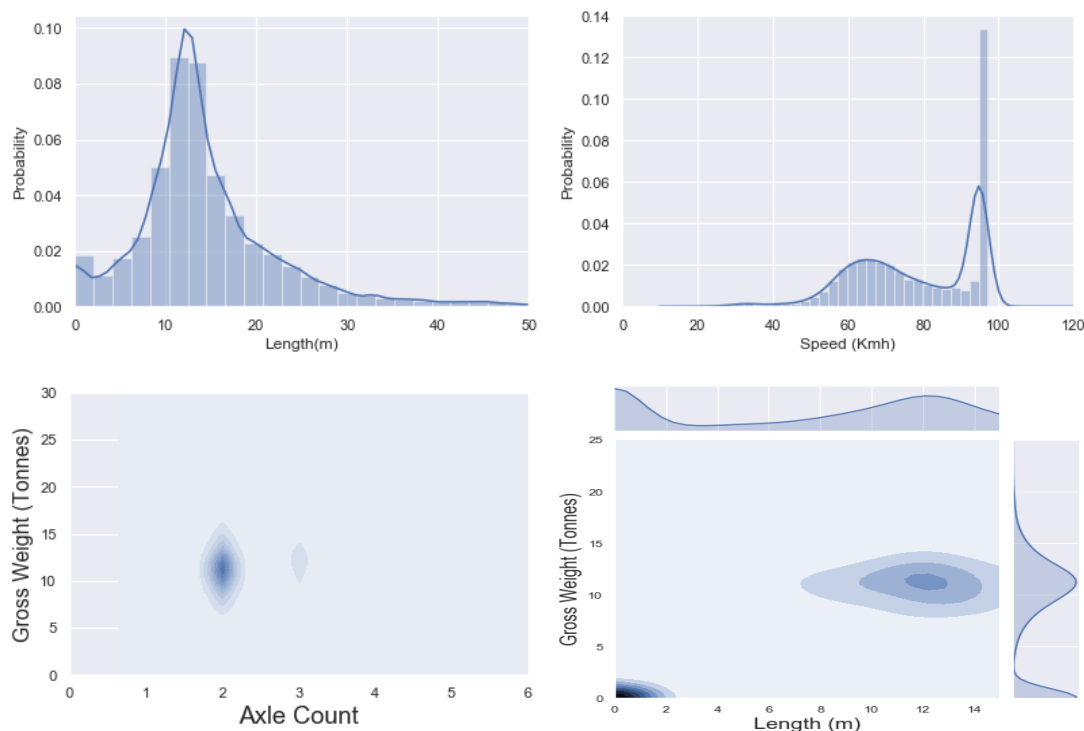 0.10
0.08
0.06
0.04
0.02
0.00
Probability
0 10 20 30 40 50
Length(m)
0.14
0.12
0.10
0.08
0.06
0.04
0.02
0.00
Probability
0 20 40 60 80 100 120
Speed (Kmh)
30
25
20
15
10
5
0
Gross Weight (Tonnes)
0 1 2 3 4 5 6
Axle Count
25
20
15
10
5
0
Gross Weight (Tonnes)
0 2 4 6 8 10 12 14
Length (m)